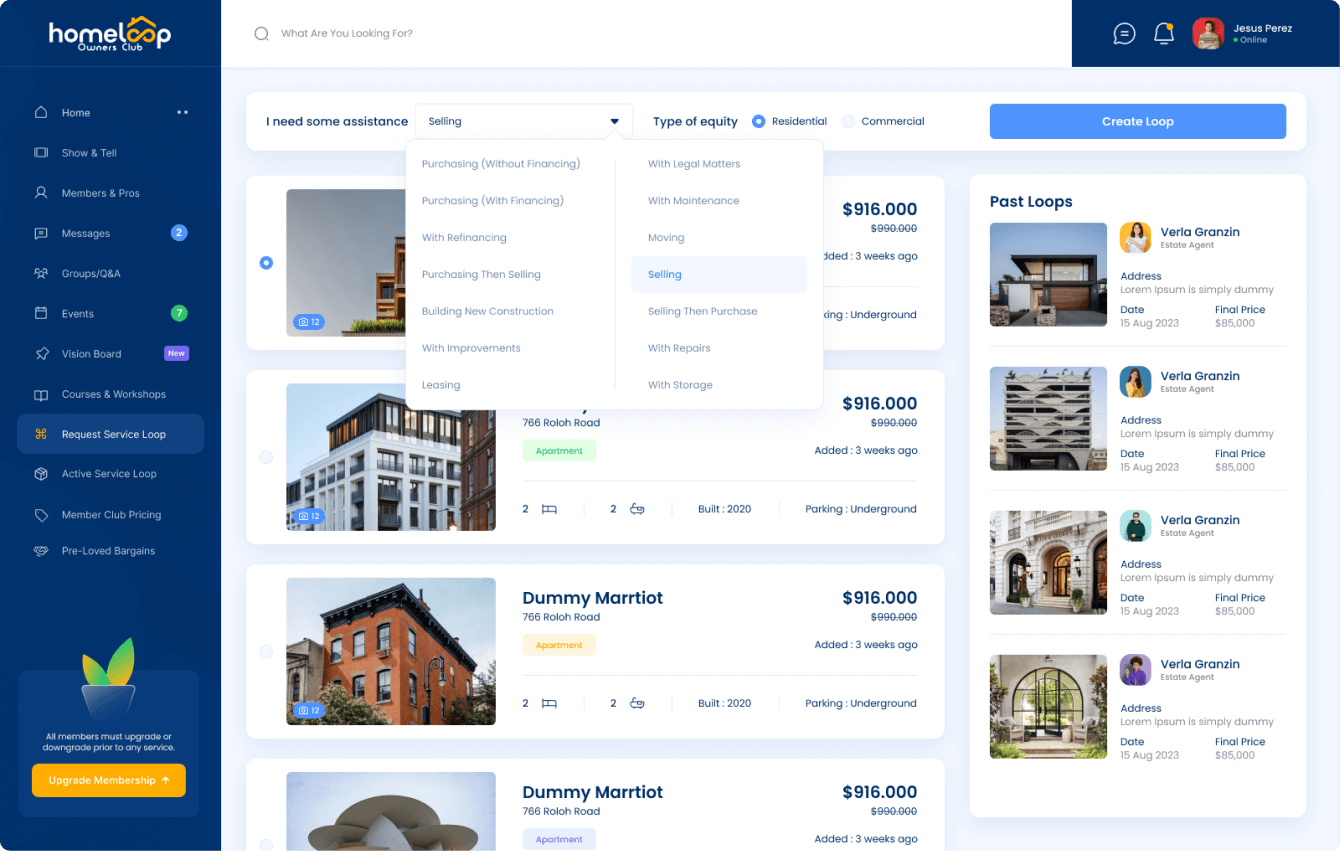 homeloop
Owners Club
What Are You Looking For?
Jesus Perez
Online
Home
Show & Tell
Members & Pros
Messages
2
Groups/Q&A
Events
7
Vision Board
New
Courses & Workshops
Request Service Loop
Active Service Loop
Member Club Pricing
Pre-Loved Bargains
All members must upgrade or
downgrade prior to any service.
Upgrade Membership
I need some assistance
Selling
Type of equity
Residential
Commercial
Create Loop
Purchasing (Without Financing)
Purchasing (With Financing)
With Refinancing
Purchasing Then Selling
Building New Construction
With Improvements
Leasing
With Legal Matters
With Maintenance
Moving
Selling
Selling Then Purchase
With Repairs
With Storage
12
$916.000
$990.000
: 3 weeks ago
: Underground
12
766 Roloh Road
Apartment
$916.000
$990.000
Added : 3 weeks ago
2
2
Built : 2020
Parking : Underground
12
Dummy Marrtiot
766 Roloh Road
Apartment
$916.000
$990.000
Added : 3 weeks ago
2
2
Built : 2020
Parking : Underground
Dummy Marrtiot
766 Roloh Road
Apartment
$916.000
$990.000
Added : 3 weeks ago
Past Loops
Verla Granzin
Estate Agent
Address
Lorem Ipsum is simply dummy
Date Final Price
15 Aug 2023 $85,000
Verla Granzin
Estate Agent
Address
Lorem Ipsum is simply dummy
Date Final Price
15 Aug 2023 $85,000
Verla Granzin
Estate Agent
Address
Lorem Ipsum is simply dummy
Date Final Price
15 Aug 2023 $85,000
Verla Granzin
Estate Agent
Address
Lorem Ipsum is simply dummy
Date Final Price
15 Aug 2023 $85,000